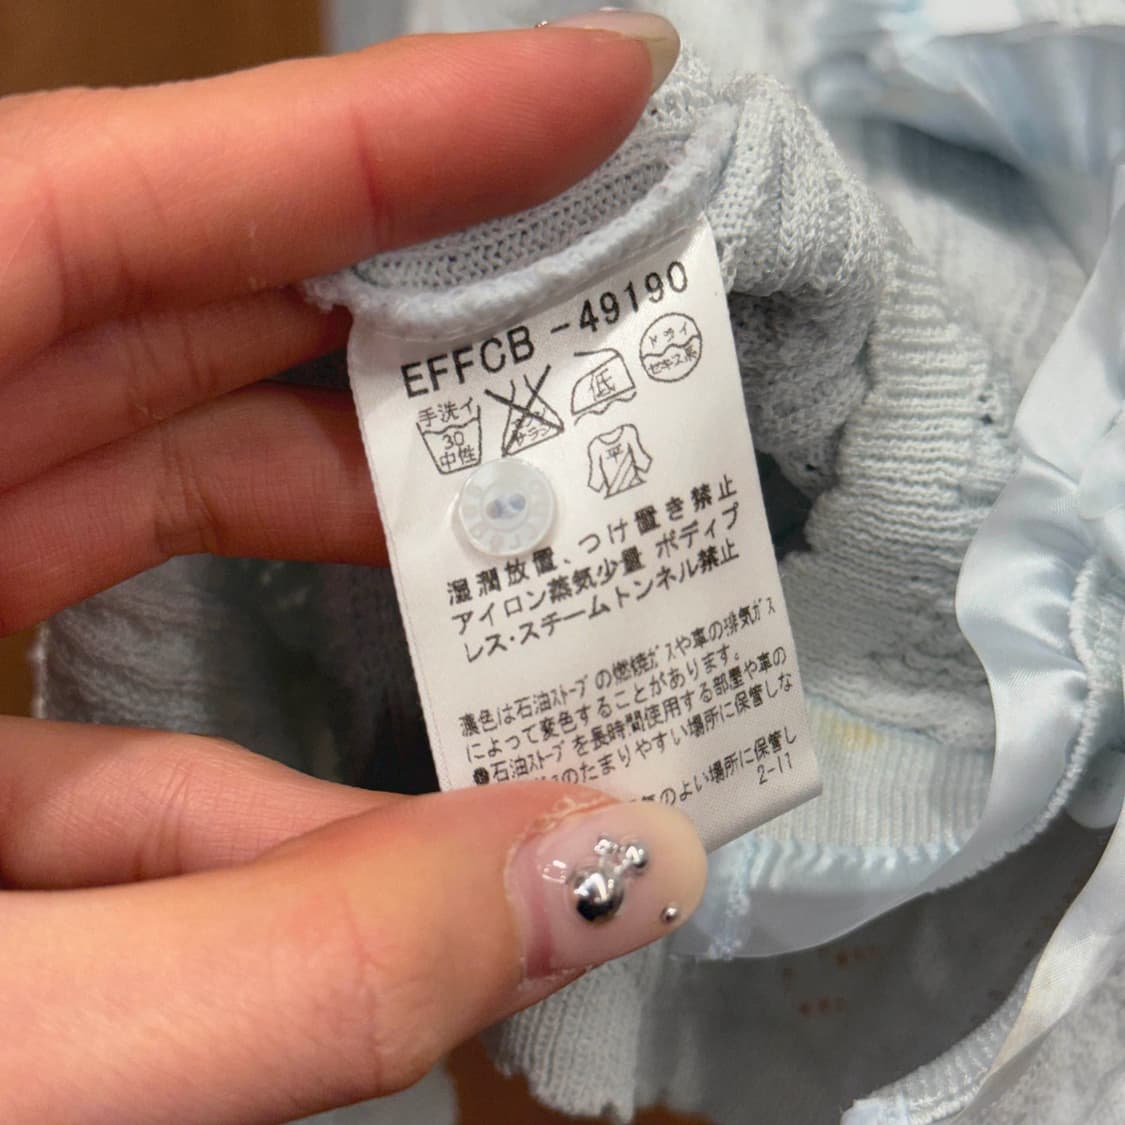 EFFCB -49190
手洗イ
30
中性
低
ドライ
セキユ系
平
湿潤放置、つけ置き禁止
アイロン蒸気少量 ボディプ
レス・スチームトンネル禁止
濃色は石油ｽﾄｰﾌﾞの燃焼ｶﾞｽや車の排気ｶﾞｽ
によって変色することがあります。
●石油ｽﾄｰﾌﾞを長時間使用する部屋や車の
のたまりやすい場所に保管しな
のよい場所に保管し
2-11